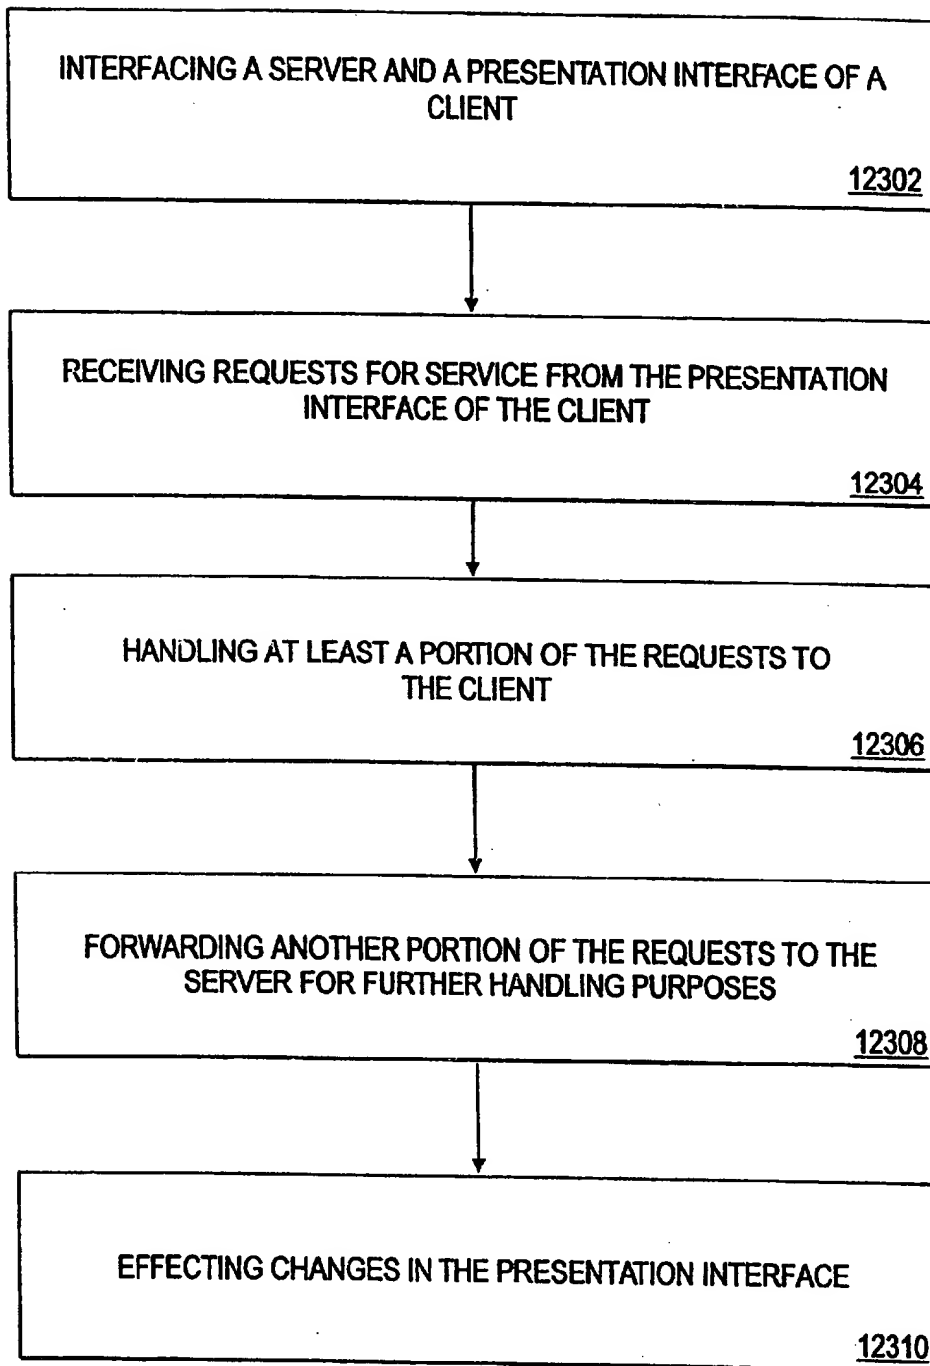 INTERFACING A SERVER AND A PRESENTATION INTERFACE OF A
CLIENT
12302
RECEIVING REQUESTS FOR SERVICE FROM THE PRESENTATION
INTERFACE OF THE CLIENT
12304
HANDLING AT LEAST A PORTION OF THE REQUESTS TO
THE CLIENT
12306
FORWARDING ANOTHER PORTION OF THE REQUESTS TO THE
SERVER FOR FURTHER HANDLING PURPOSES
12308
EFFECTING CHANGES IN THE PRESENTATION INTERFACE
12310